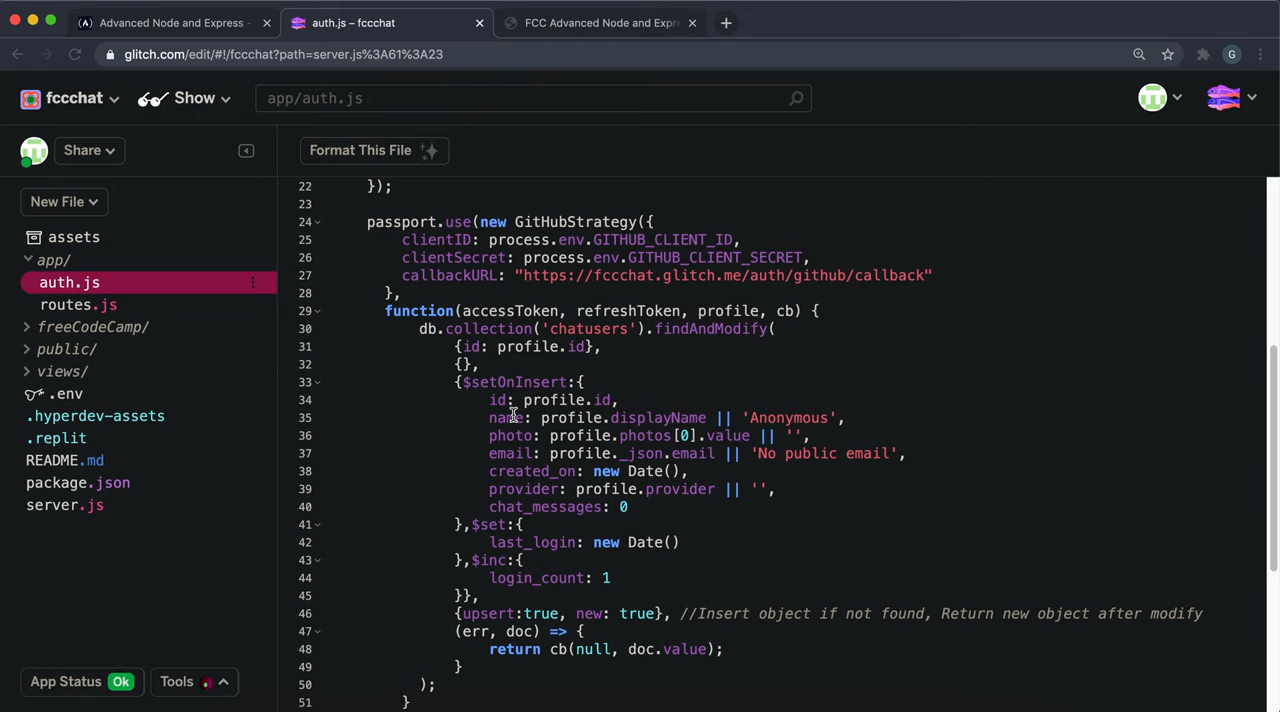 Advanced Node and Express -
auth.js – fccchat
FCC Advanced Node and Expre
glitch.com/edit/#!/fccchat?path=server.js%3A61%3A23
G
fccchat
Show
app/auth.js
Share
Format This File
New File
assets
app/
auth.js
routes.js
freeCodeCamp/
public/
views/
.env
.hyperdev-assets
.replit
README.md
package.json
server.js
App Status Ok
Tools
22 });
23
24 passport.use(new GitHubStrategy({
25 clientID: process.env.GITHUB_CLIENT_ID,
26 clientSecret: process.env.GITHUB_CLIENT_SECRET,
27 callbackURL: "https://fccchat.glitch.me/auth/github/callback"
28 },
29 function(accessToken, refreshToken, profile, cb) {
30 db.collection('chatusers').findAndModify(
31 {id: profile.id},
32 {},
33 {$setOnInsert:{
34 id: profile.id,
35 name: profile.displayName || 'Anonymous',
36 photo: profile.photos[0].value || '',
37 email: profile._json.email || 'No public email',
38 created_on: new Date(),
39 provider: profile.provider || '',
40 chat_messages: 0
41 },$set:{
42 last_login: new Date()
43 },$inc:{
44 login_count: 1
45 }},
46 {upsert:true, new: true}, //Insert object if not found, Return new object after modify
47 (err, doc) => {
48 return cb(null, doc.value);
49 }
50 );
51 }